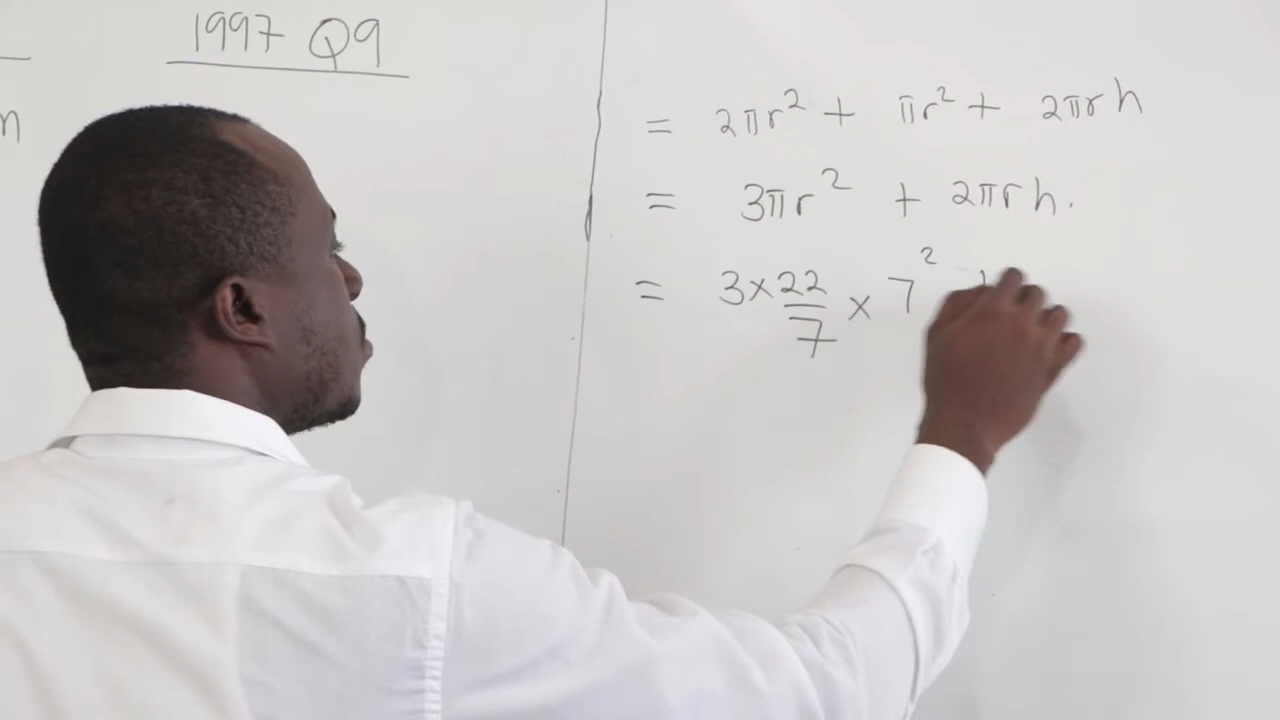 1997 Q9
n
= 2πr² + πr² + 2πrh
= 3πr² + 2πrh.
= 3×22/7 × 7² +